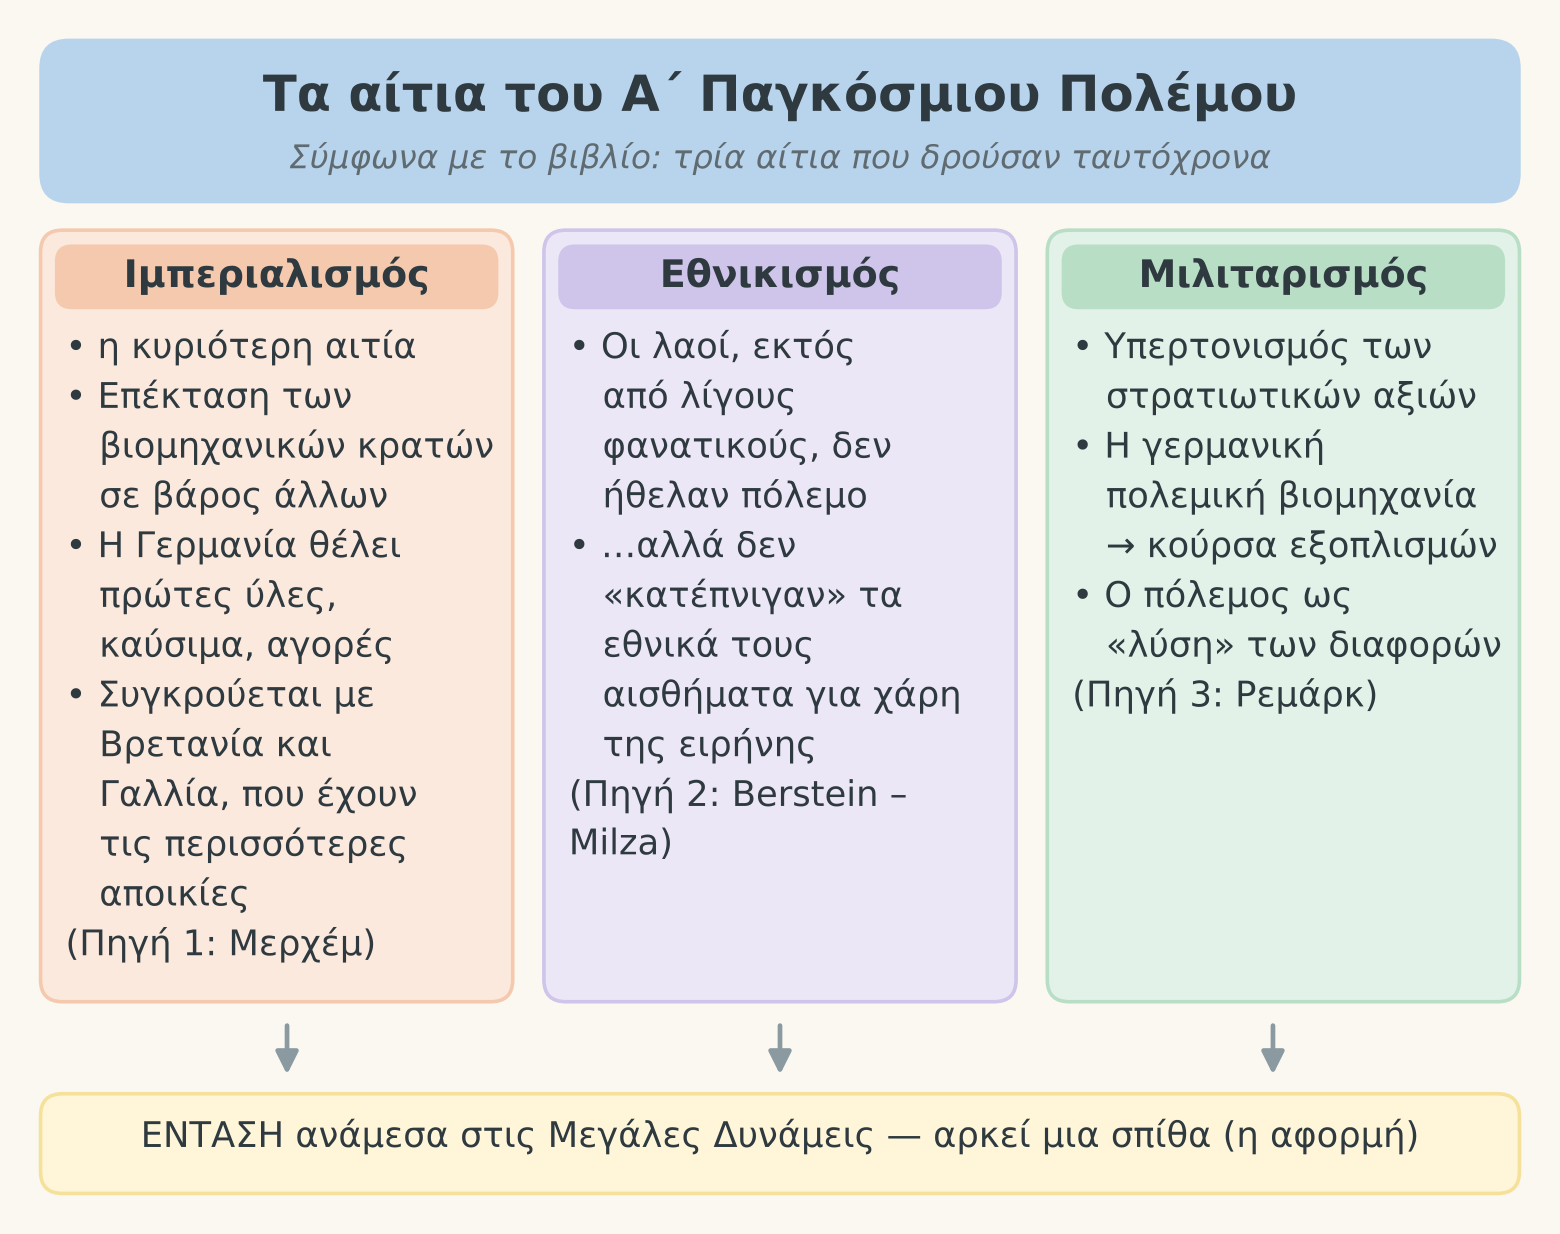 Τα αίτια του Α΄ Παγκόσμιου Πολέμου
Σύμφωνα με το βιβλίο: τρία αίτια που δρούσαν ταυτόχρονα
Ιμπεριαλισμός
• η κυριότερη αιτία
• Επέκταση των
βιομηχανικών κρατών
σε βάρος άλλων
• Η Γερμανία θέλει
πρώτες ύλες,
καύσιμα, αγορές
• Συγκρούεται με
Βρετανία και
Γαλλία, που έχουν
τις περισσότερες
αποικίες
(Πηγή 1: Μερχέμ)
Εθνικισμός
• Οι λαοί, εκτός
από λίγους
φανατικούς, δεν
ήθελαν πόλεμο
• …αλλά δεν
«κατέπνιγαν» τα
εθνικά τους
αισθήματα για χάρη
της ειρήνης
(Πηγή 2: Berstein –
Milza)
Μιλιταρισμός
• Υπερτονισμός των
στρατιωτικών αξιών
• Η γερμανική
πολεμική βιομηχανία
→ κούρσα εξοπλισμών
• Ο πόλεμος ως
«λύση» των διαφορών
(Πηγή 3: Ρεμάρκ)
ΕΝΤΑΣΗ ανάμεσα στις Μεγάλες Δυνάμεις — αρκεί μια σπίθα (η αφορμή)